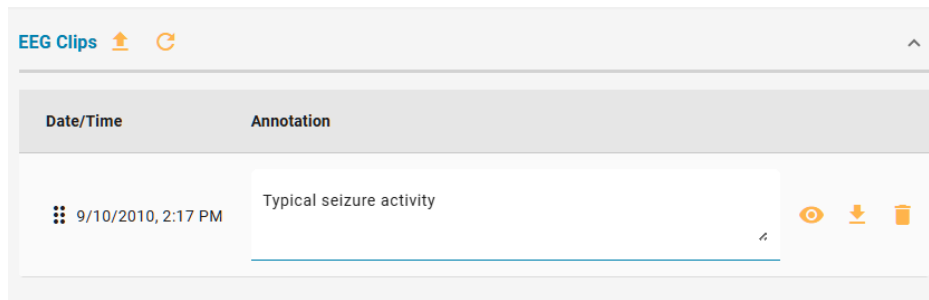 EEG Clips
Date/Time Annotation
9/10/2010, 2:17 PM Typical seizure activity